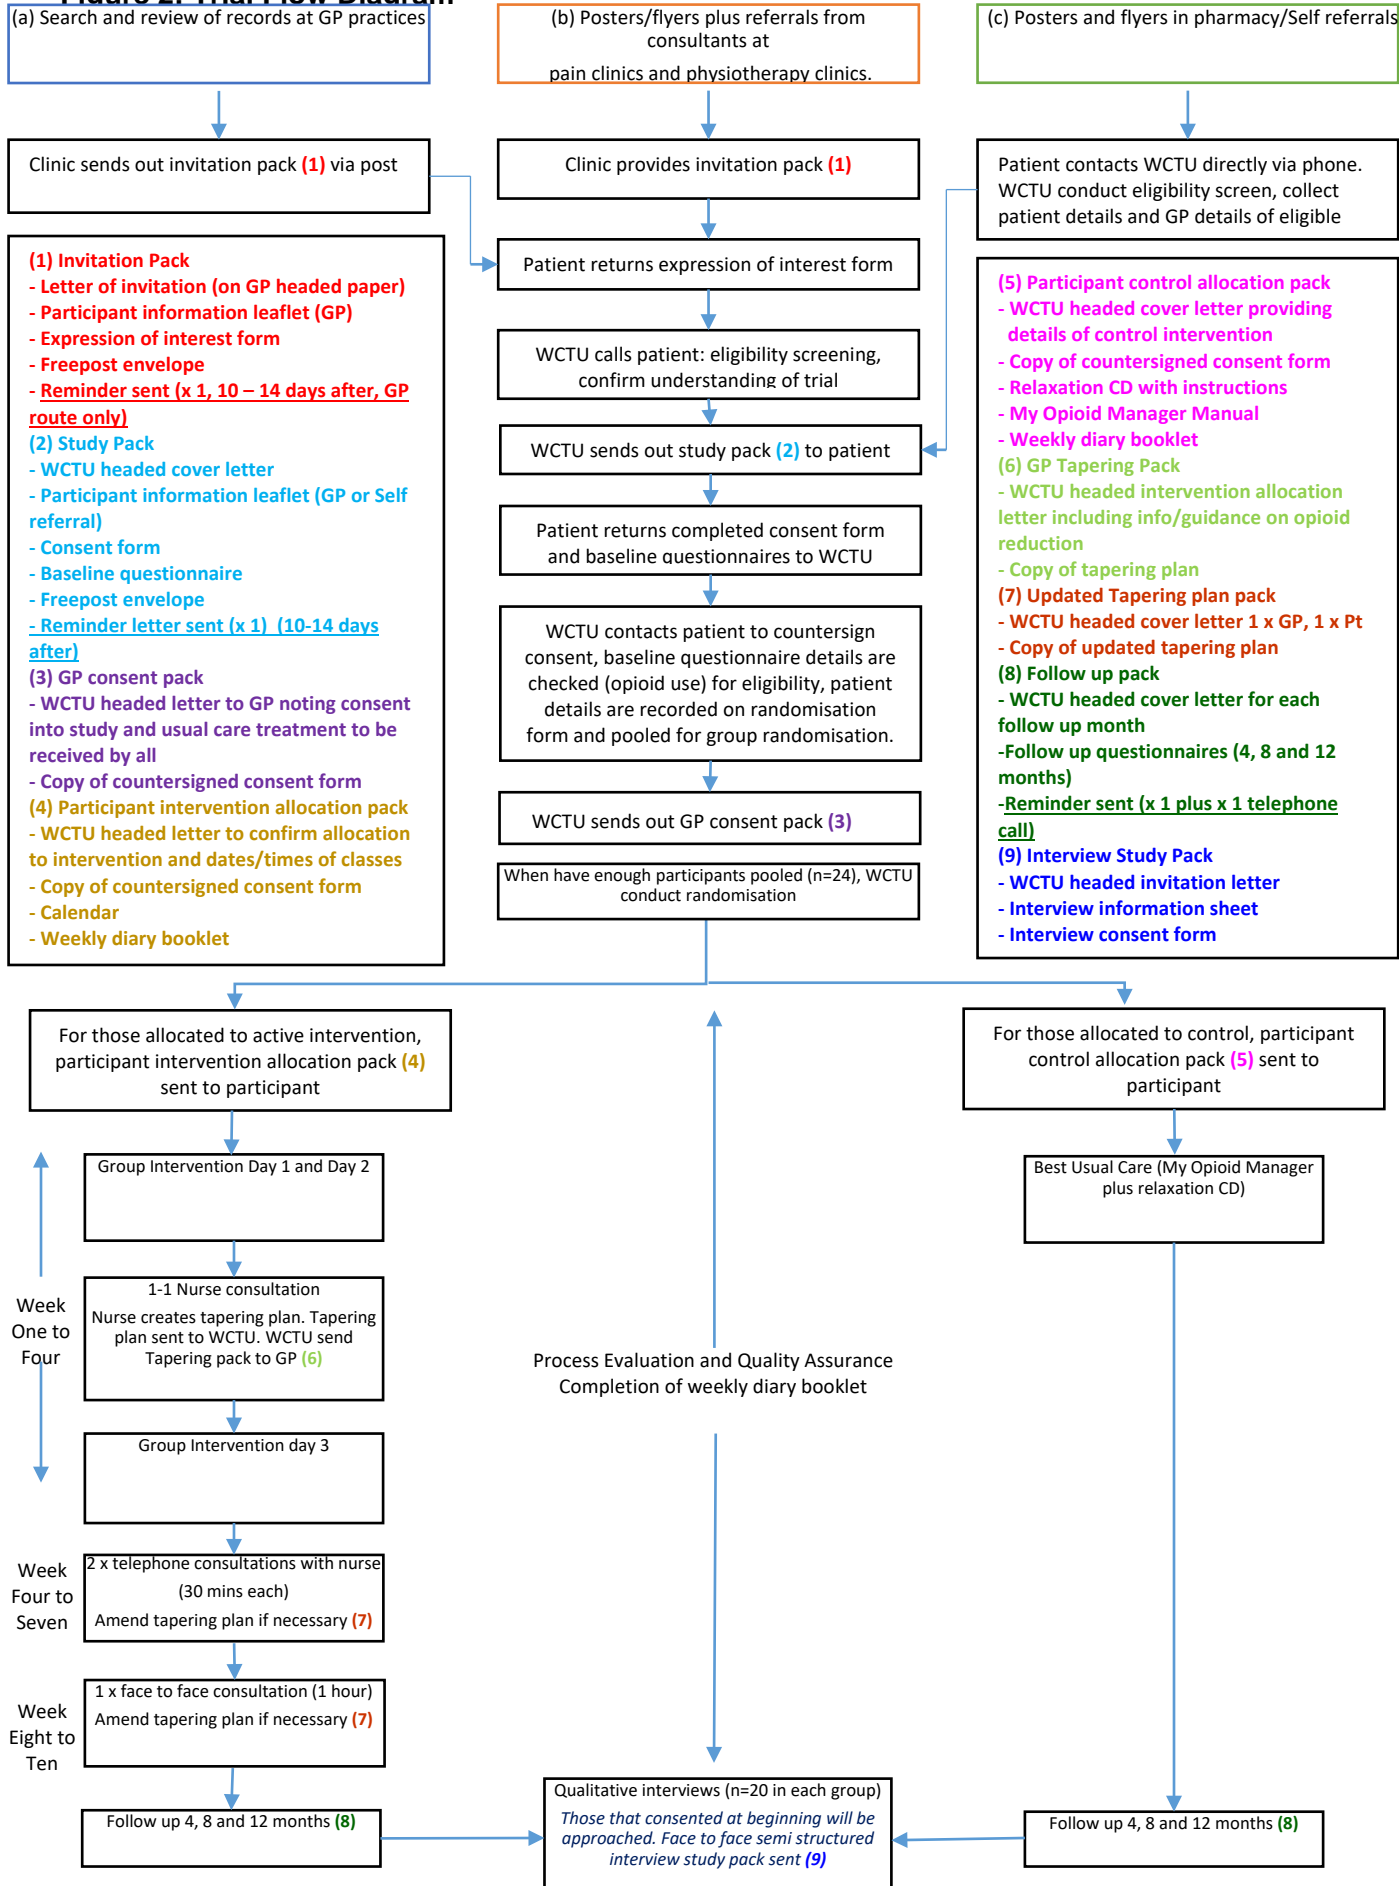 Figure 2. Trial Flow Diagram
(a) Search and review of records at GP practices
(b) Posters/flyers plus referrals from
consultants at
pain clinics and physiotherapy clinics.
(c) Posters and flyers in pharmacy/Self referrals
Clinic sends out invitation pack (1) via post
Clinic provides invitation pack (1)
Patient contacts WCTU directly via phone.
WCTU conduct eligibility screen, collect
patient details and GP details of eligible
Patient returns expression of interest form
WCTU calls patient: eligibility screening,
confirm understanding of trial
WCTU sends out study pack (2) to patient
Patient returns completed consent form
and baseline questionnaires to WCTU
WCTU contacts patient to countersign
consent, baseline questionnaire details are
checked (opioid use) for eligibility, patient
details are recorded on randomisation
form and pooled for group randomisation.
WCTU sends out GP consent pack (3)
When have enough participants pooled (n=24), WCTU
conduct randomisation
(1) Invitation Pack
- Letter of invitation (on GP headed paper)
- Participant information leaflet (GP)
- Expression of interest form
- Freepost envelope
- Reminder sent (x 1, 10 – 14 days after, GP
route only)
(2) Study Pack
- WCTU headed cover letter
- Participant information leaflet (GP or Self
referral)
- Consent form
- Baseline questionnaire
- Freepost envelope
- Reminder letter sent (x 1) (10-14 days
after)
(3) GP consent pack
- WCTU headed letter to GP noting consent
into study and usual care treatment to be
received by all
- Copy of countersigned consent form
(4) Participant intervention allocation pack
- WCTU headed letter to confirm allocation
to intervention and dates/times of classes
- Copy of countersigned consent form
- Calendar
- Weekly diary booklet
(5) Participant control allocation pack
- WCTU headed cover letter providing
details of control intervention
- Copy of countersigned consent form
- Relaxation CD with instructions
- My Opioid Manager Manual
- Weekly diary booklet
(6) GP Tapering Pack
- WCTU headed intervention allocation
letter including info/guidance on opioid
reduction
- Copy of tapering plan
(7) Updated Tapering plan pack
- WCTU headed cover letter 1 x GP, 1 x Pt
- Copy of updated tapering plan
(8) Follow up pack
- WCTU headed cover letter for each
follow up month
-Follow up questionnaires (4, 8 and 12
months)
-Reminder sent (x 1 plus x 1 telephone
call)
(9) Interview Study Pack
- WCTU headed invitation letter
- Interview information sheet
- Interview consent form
For those allocated to active intervention,
participant intervention allocation pack (4)
sent to participant
For those allocated to control, participant
control allocation pack (5) sent to
participant
Group Intervention Day 1 and Day 2
Best Usual Care (My Opioid Manager
plus relaxation CD)
Week
One to
Four
1-1 Nurse consultation
Nurse creates tapering plan. Tapering
plan sent to WCTU. WCTU send
Tapering pack to GP (6)
Process Evaluation and Quality Assurance
Completion of weekly diary booklet
Group Intervention day 3
Week
Four to
Seven
2 x telephone consultations with nurse
(30 mins each)
Amend tapering plan if necessary (7)
Week
Eight to
Ten
1 x face to face consultation (1 hour)
Amend tapering plan if necessary (7)
Follow up 4, 8 and 12 months (8)
Qualitative interviews (n=20 in each group)
Those that consented at beginning will be
approached. Face to face semi structured
interview study pack sent (9)
Follow up 4, 8 and 12 months (8)